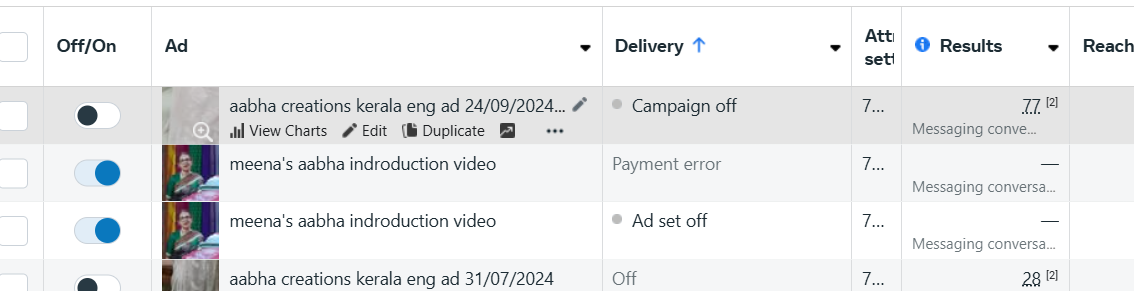 Off/On Ad Delivery ↑ Attr sett Results Reach
aabha creations kerala eng ad 24/09/2024... Campaign off 7... 77 [2]
View Charts Edit Duplicate ... Messaging conve...
meena's aabha indroduction video Payment error 7... —
Messaging conversa...
meena's aabha indroduction video Ad set off 7... —
Messaging conversa...
aabha creations kerala eng ad 31/07/2024 Off 7... 28 [2]